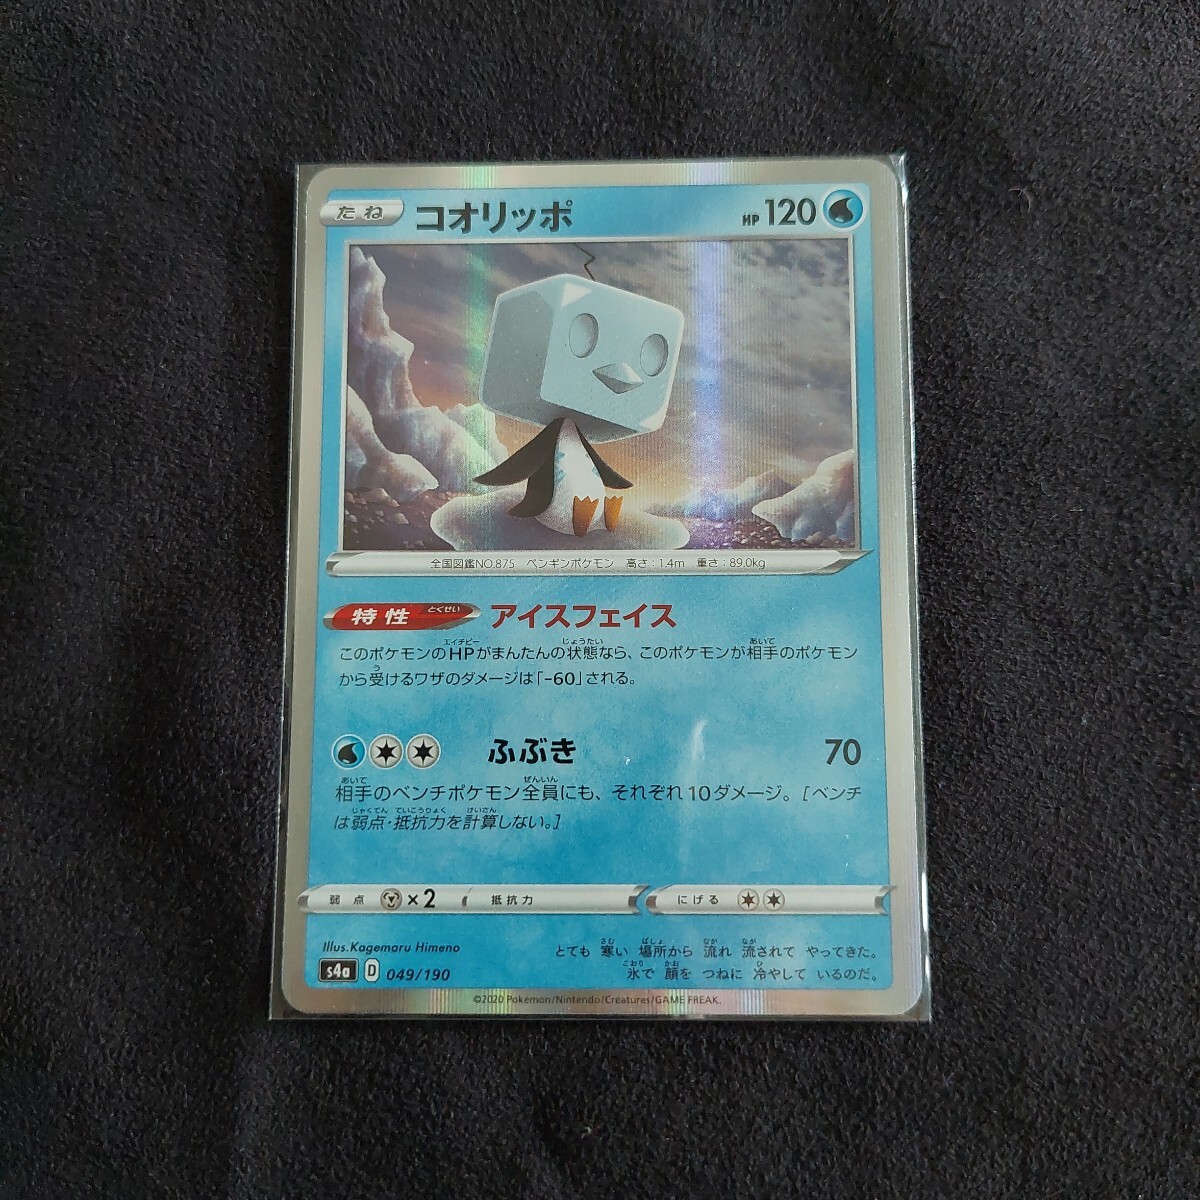 たね コオリッポ HP 120
全国図鑑NO.875 ペンギンポケモン 高さ:1.4m 重さ:89.0kg
特性 とくせい アイスフェイス
このポケモンのHPがまんたんの状態なら、このポケモンが相手のポケモン
から受けるワザのダメージは「-60」される。
ふぶき 70
相手のベンチポケモン全員にも、それぞれ10ダメージ。[ベンチ
は弱点・抵抗力を計算しない。]
弱点 ×2 抵抗力 にげる
Illus.Kagemaru Himeno
とても 寒い 場所から 流れ 流されて やってきた。
氷で 顔を つねに 冷やして いるのだ。
s4a D 049/190
©2020 Pokémon/Nintendo/Creatures/GAME FREAK.